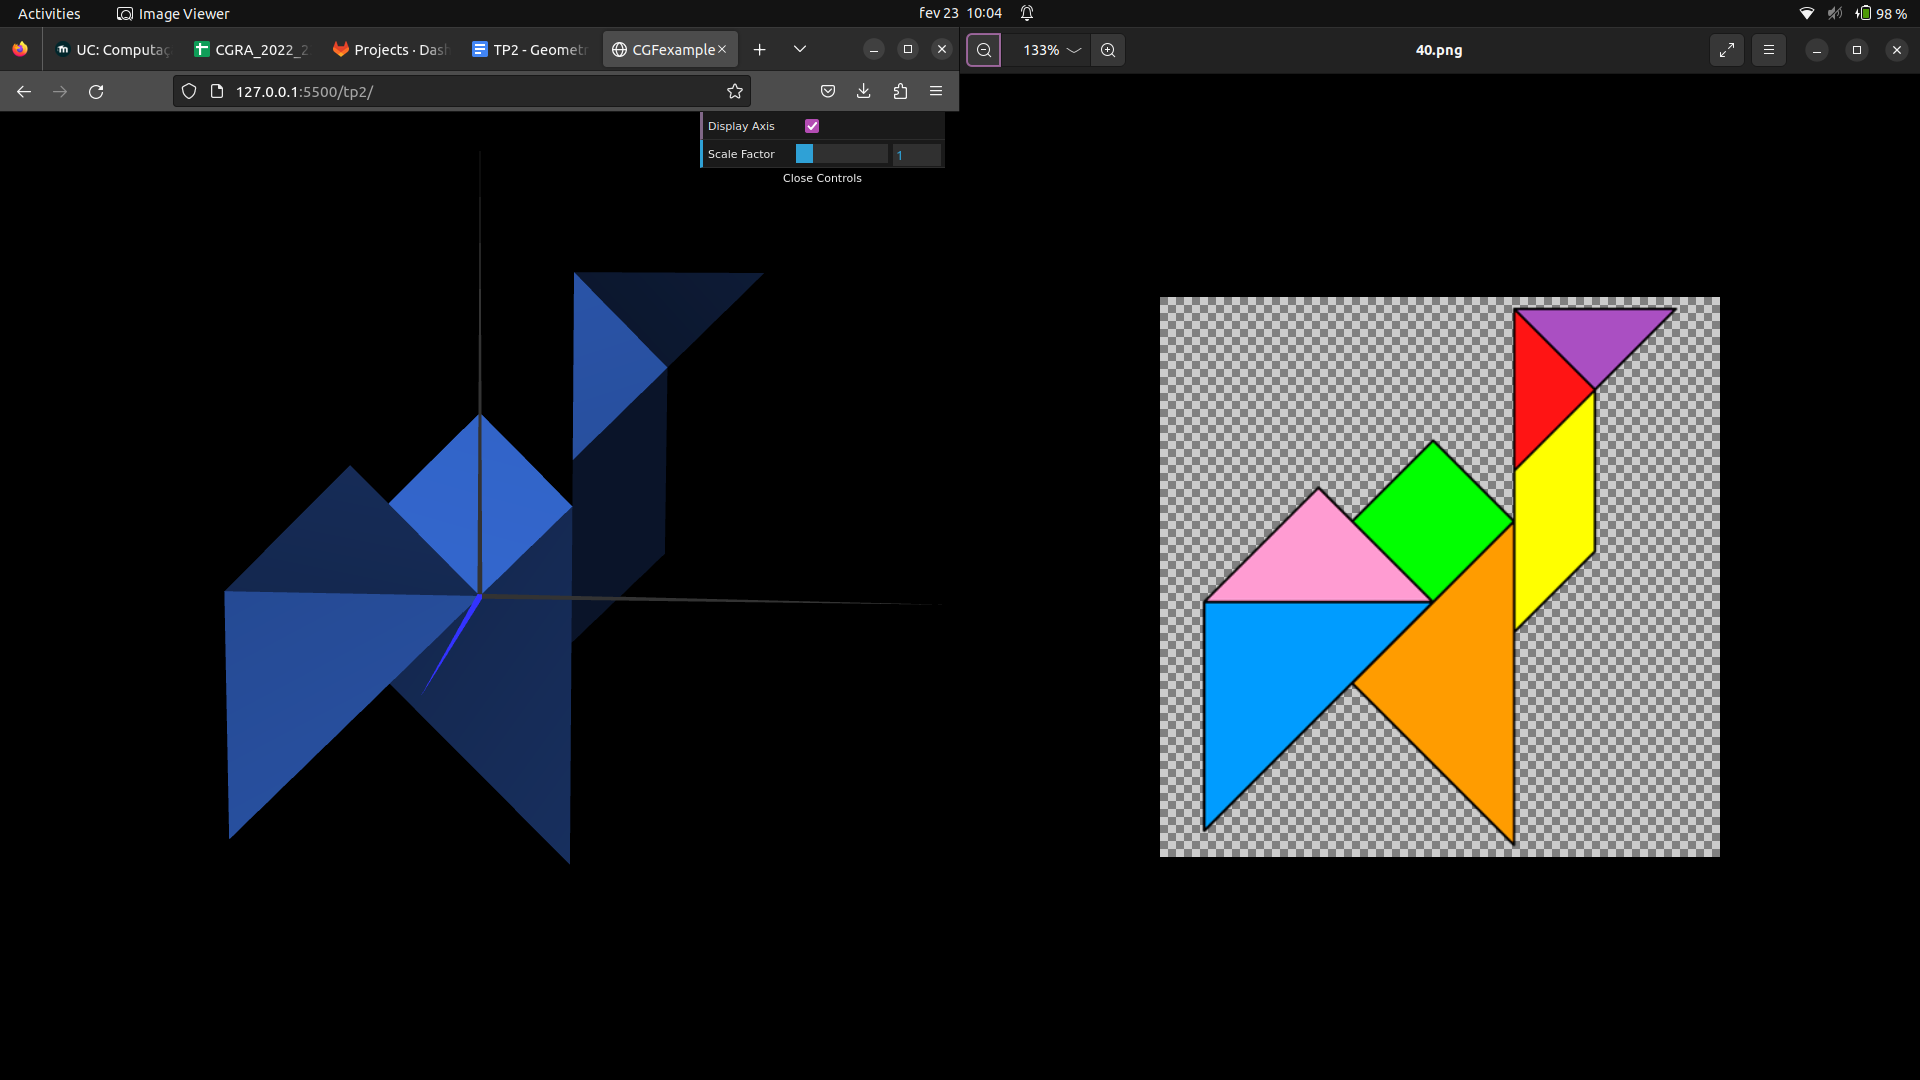 Activities Image Viewer fev 23 10:04 98 %
UC: Computaç CGRA_2022_2 Projects · Dash TP2 - Geometr CGFexample
133% 40.png
127.0.0.1:5500/tp2/
Display Axis
Scale Factor 1
Close Controls